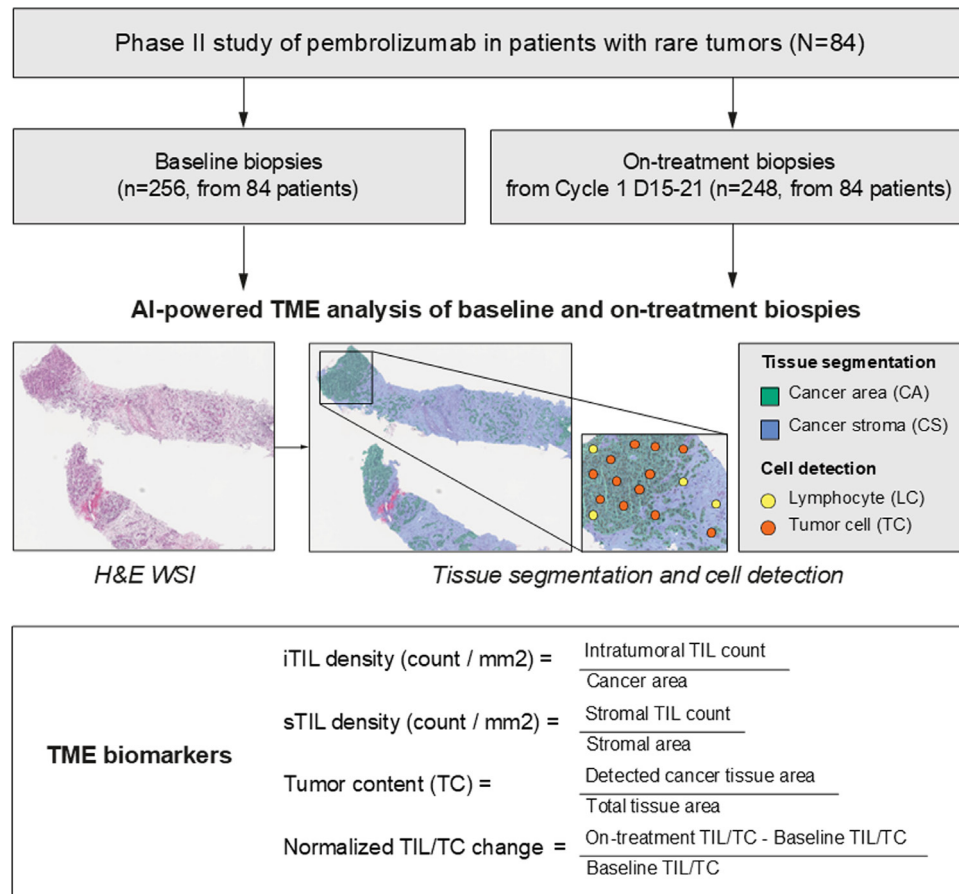 Phase II study of pembrolizumab in patients with rare tumors (N=84)
Baseline biopsies
(n=256, from 84 patients)
On-treatment biopsies
from Cycle 1 D15-21 (n=248, from 84 patients)
AI-powered TME analysis of baseline and on-treatment biospies
Tissue segmentation
Cancer area (CA)
Cancer stroma (CS)
Cell detection
Lymphocyte (LC)
Tumor cell (TC)
H&E WSI
Tissue segmentation and cell detection
TME biomarkers
iTIL density (count / mm2) =
Intratumoral TIL count
Cancer area
sTIL density (count / mm2) =
Stromal TIL count
Stromal area
Tumor content (TC) =
Detected cancer tissue area
Total tissue area
Normalized TIL/TC change =
On-treatment TIL/TC - Baseline TIL/TC
Baseline TIL/TC